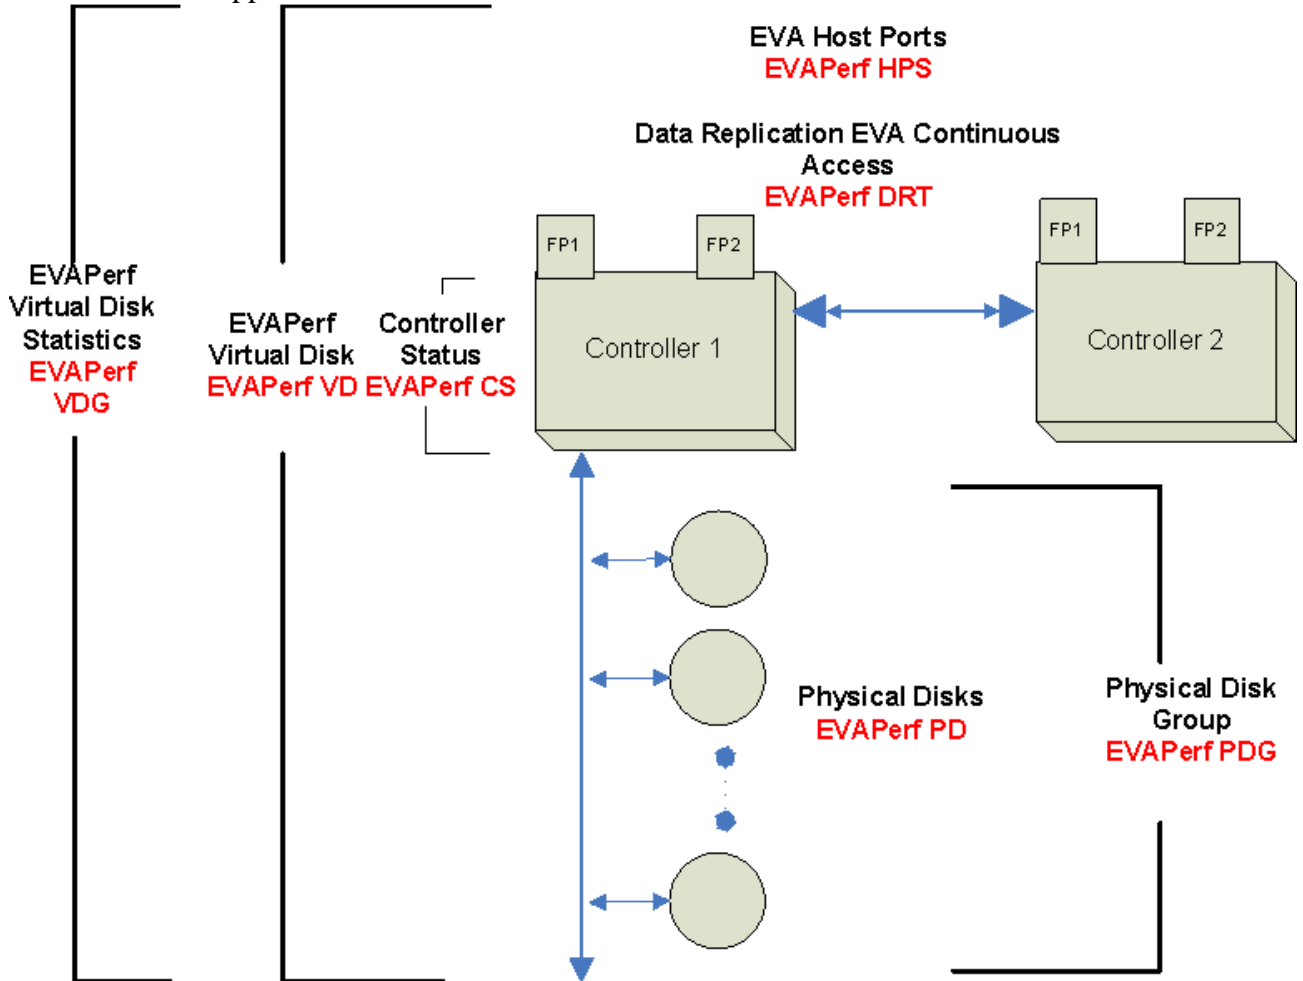 EVA Host Ports
EVAPerf HPS
Data Replication EVA Continuous
Access
EVAPerf DRT
FP1
FP2
FP1
FP2
EVAPerf
Virtual Disk
Statistics
EVAPerf
VDG
EVAPerf
Virtual Disk
EVAPerf VD
Controller
Status
EVAPerf CS
Controller 1
Controller 2
Physical Disks
EVAPerf PD
Physical Disk
Group
EVAPerf PDG